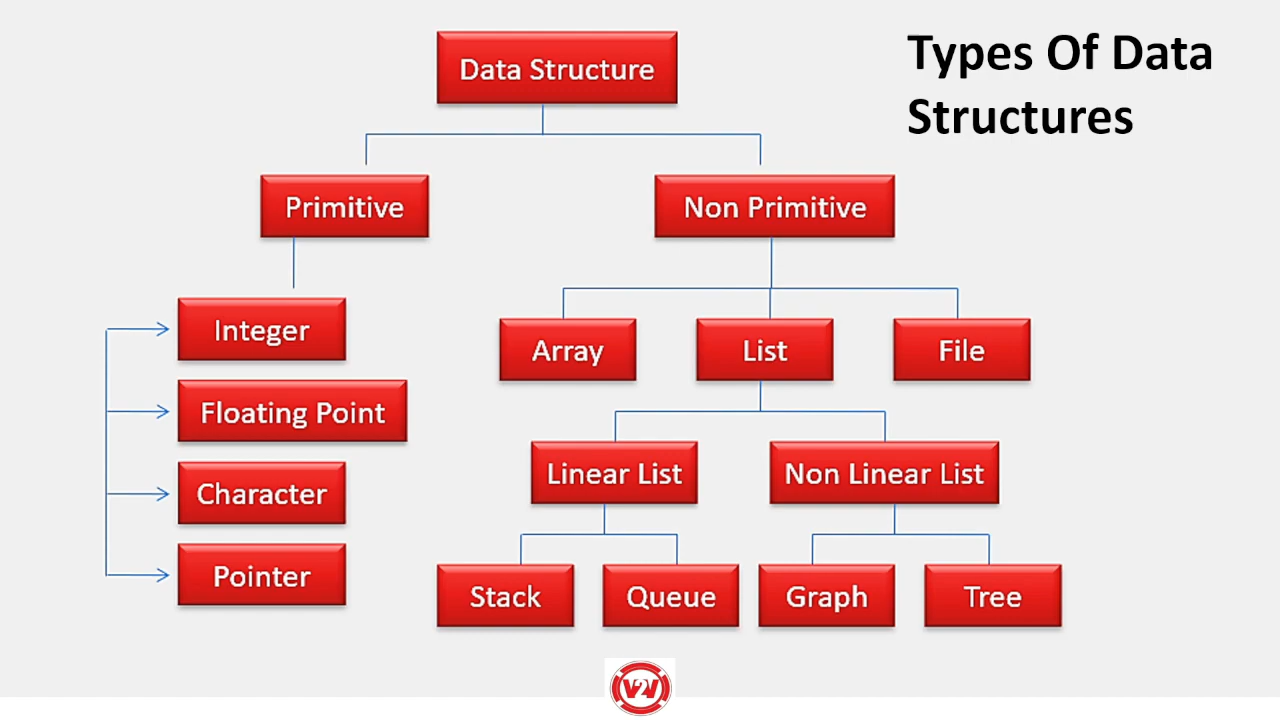 Types Of Data
Structures
Data Structure
Primitive
Non Primitive
Integer
Floating Point
Character
Pointer
Array
List
File
Linear List
Non Linear List
Stack
Queue
Graph
Tree
V2V